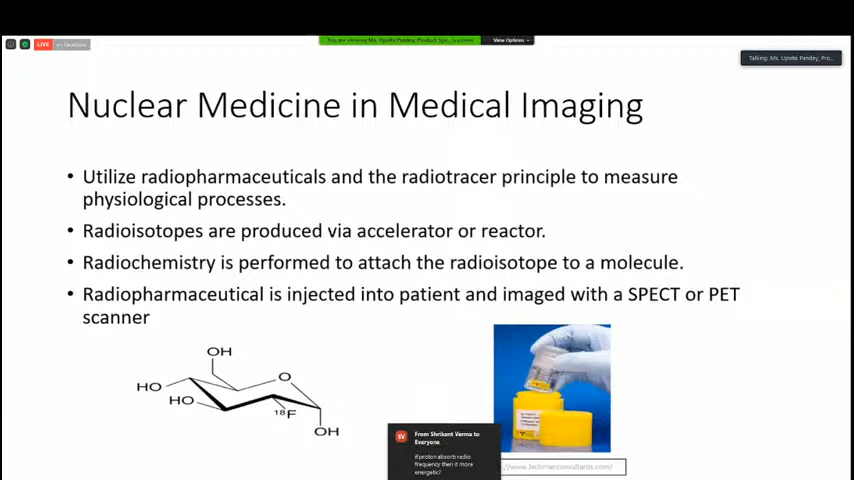 LIVE on Facebook
You are viewing Ms. Upvita Pandey, Product Spe...'s screen
View Options
Talking: Ms. Upvita Pandey, Pro...
Nuclear Medicine in Medical Imaging
• Utilize radiopharmaceuticals and the radiotracer principle to measure
physiological processes.
• Radioisotopes are produced via accelerator or reactor.
• Radiochemistry is performed to attach the radioisotope to a molecule.
• Radiopharmaceutical is injected into patient and imaged with a SPECT or PET
scanner
OH
O
HO
HO
18F
OH
SV
From Shrikant Verma to
Everyone
if proton absorb radio
frequency then it more
energetic?
://www.lachmanconsultants.com/